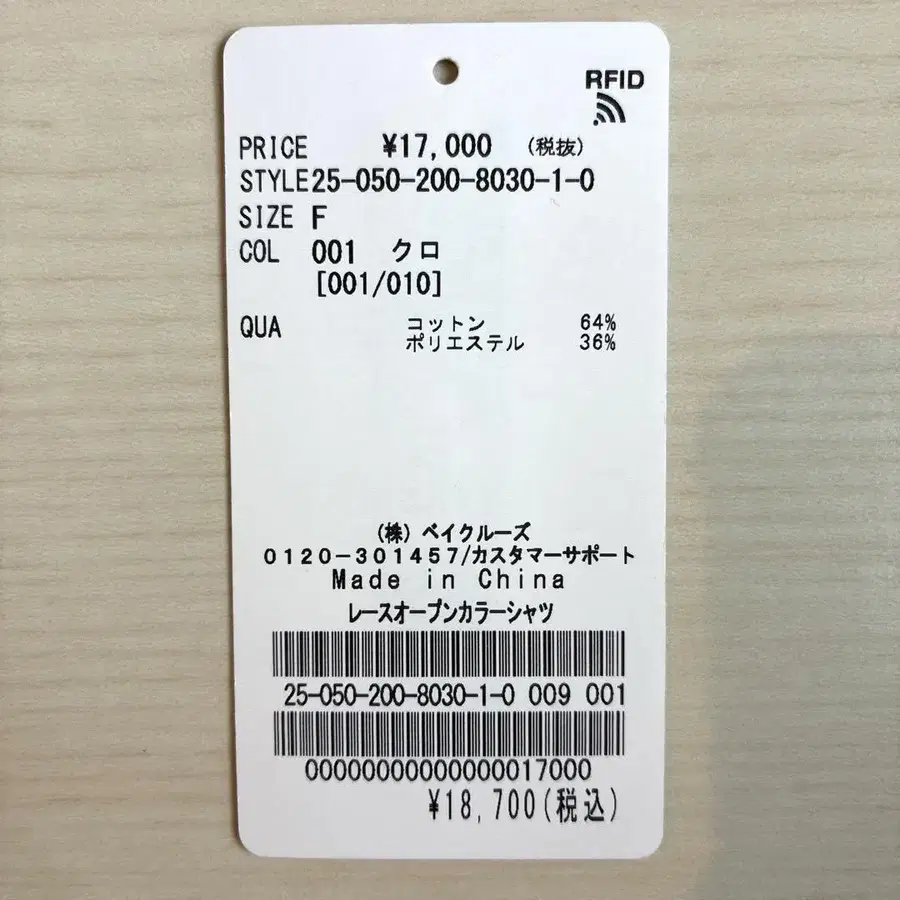 RFID
PRICE ¥17,000 (税抜)
STYLE 25-050-200-8030-1-0
SIZE F
COL 001 クロ
[001/010]
QUA コットン 64%
ポリエステル 36%
(株) ベイクルーズ
0120-301457/カスタマーサポート
Made in China
レースオープンカラーシャツ
25-050-200-8030-1-0 009 001
00000000000000017000
¥18,700(税込)